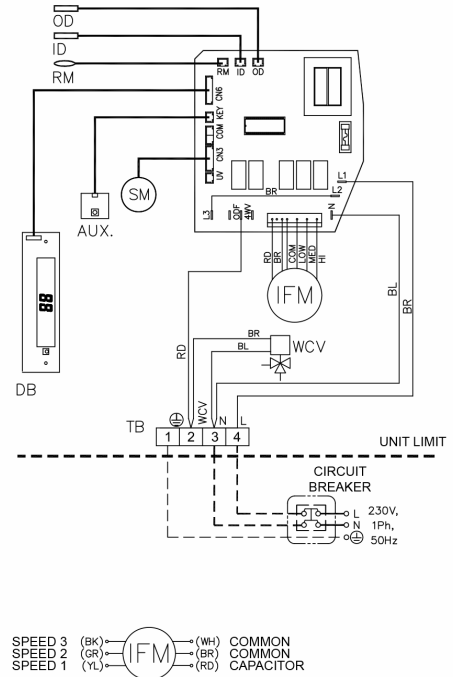 OD
ID
RM
RM ID OD
CN6
KEY
COM
CN3
UV
SM
AUX.
L1
BR
L2
L3
ODF
4WV
N
RD
BR
COM
LOW
MED
HI
IFM
BL
BR
88
DB
RD
BR
BL
WCV
WCV
N
L
TB
1 2 3 4
UNIT LIMIT
CIRCUIT
BREAKER
L 230V,
N 1Ph,
50Hz
SPEED 3 (BK) (WH) COMMON
SPEED 2 (GR) IFM (BR) COMMON
SPEED 1 (YL) (RD) CAPACITOR